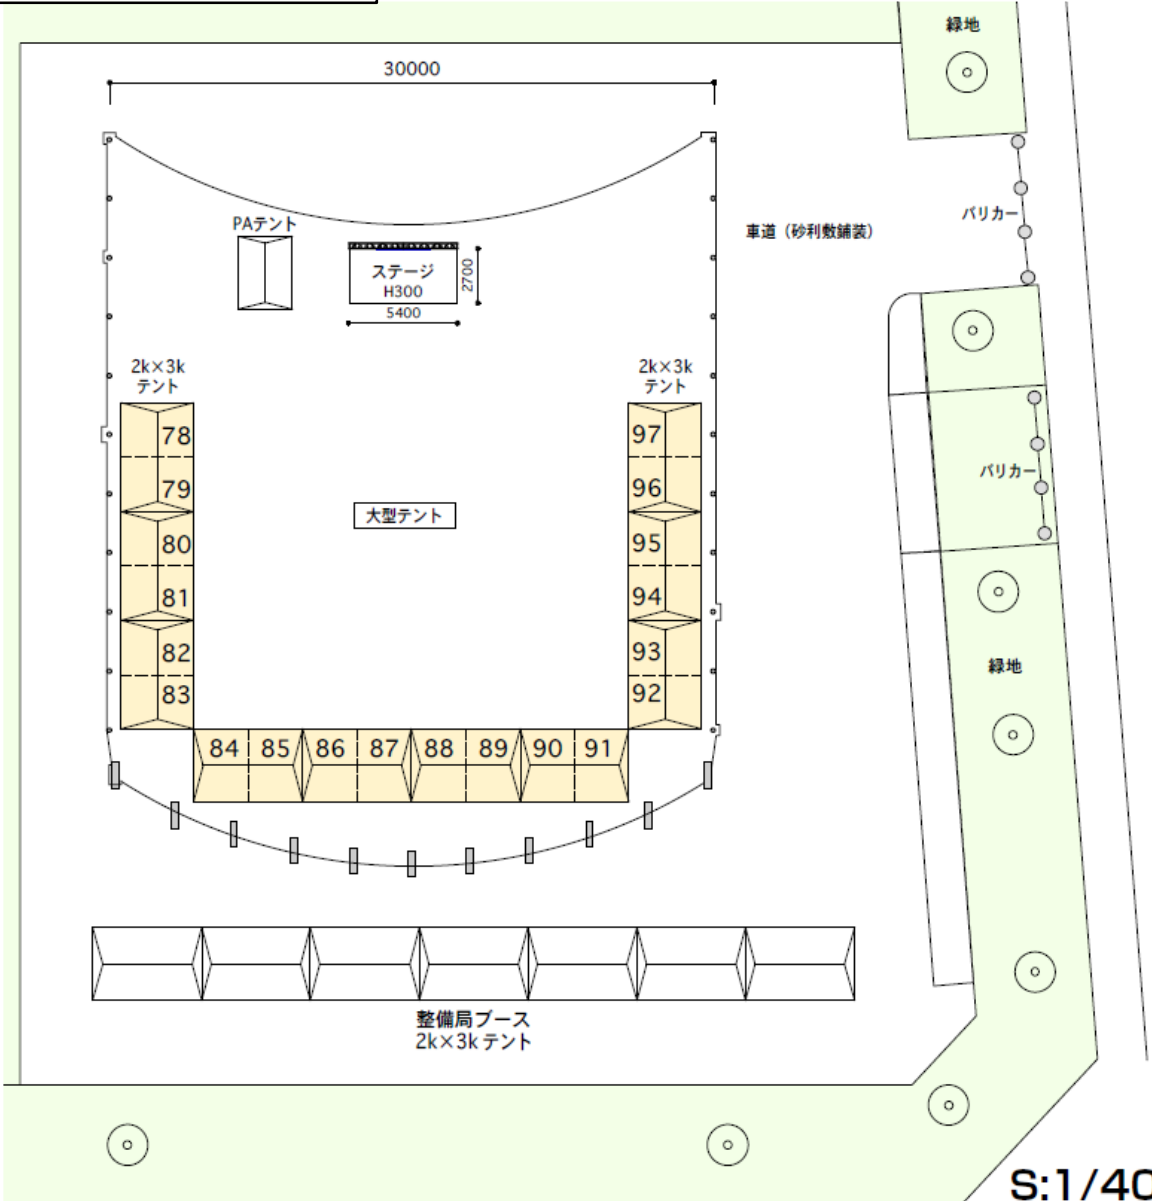 緑地
30000
バリカー
PAテント
車道（砂利敷舗装）
ステージ
H300
2700
5400
2k×3k
テント
2k×3k
テント
78
97
79
96
バリカー
大型テント
80
95
81
94
82
93
83
92
緑地
84 85 86 87 88 89 90 91
整備局ブース
2k×3kテント
S:1/40